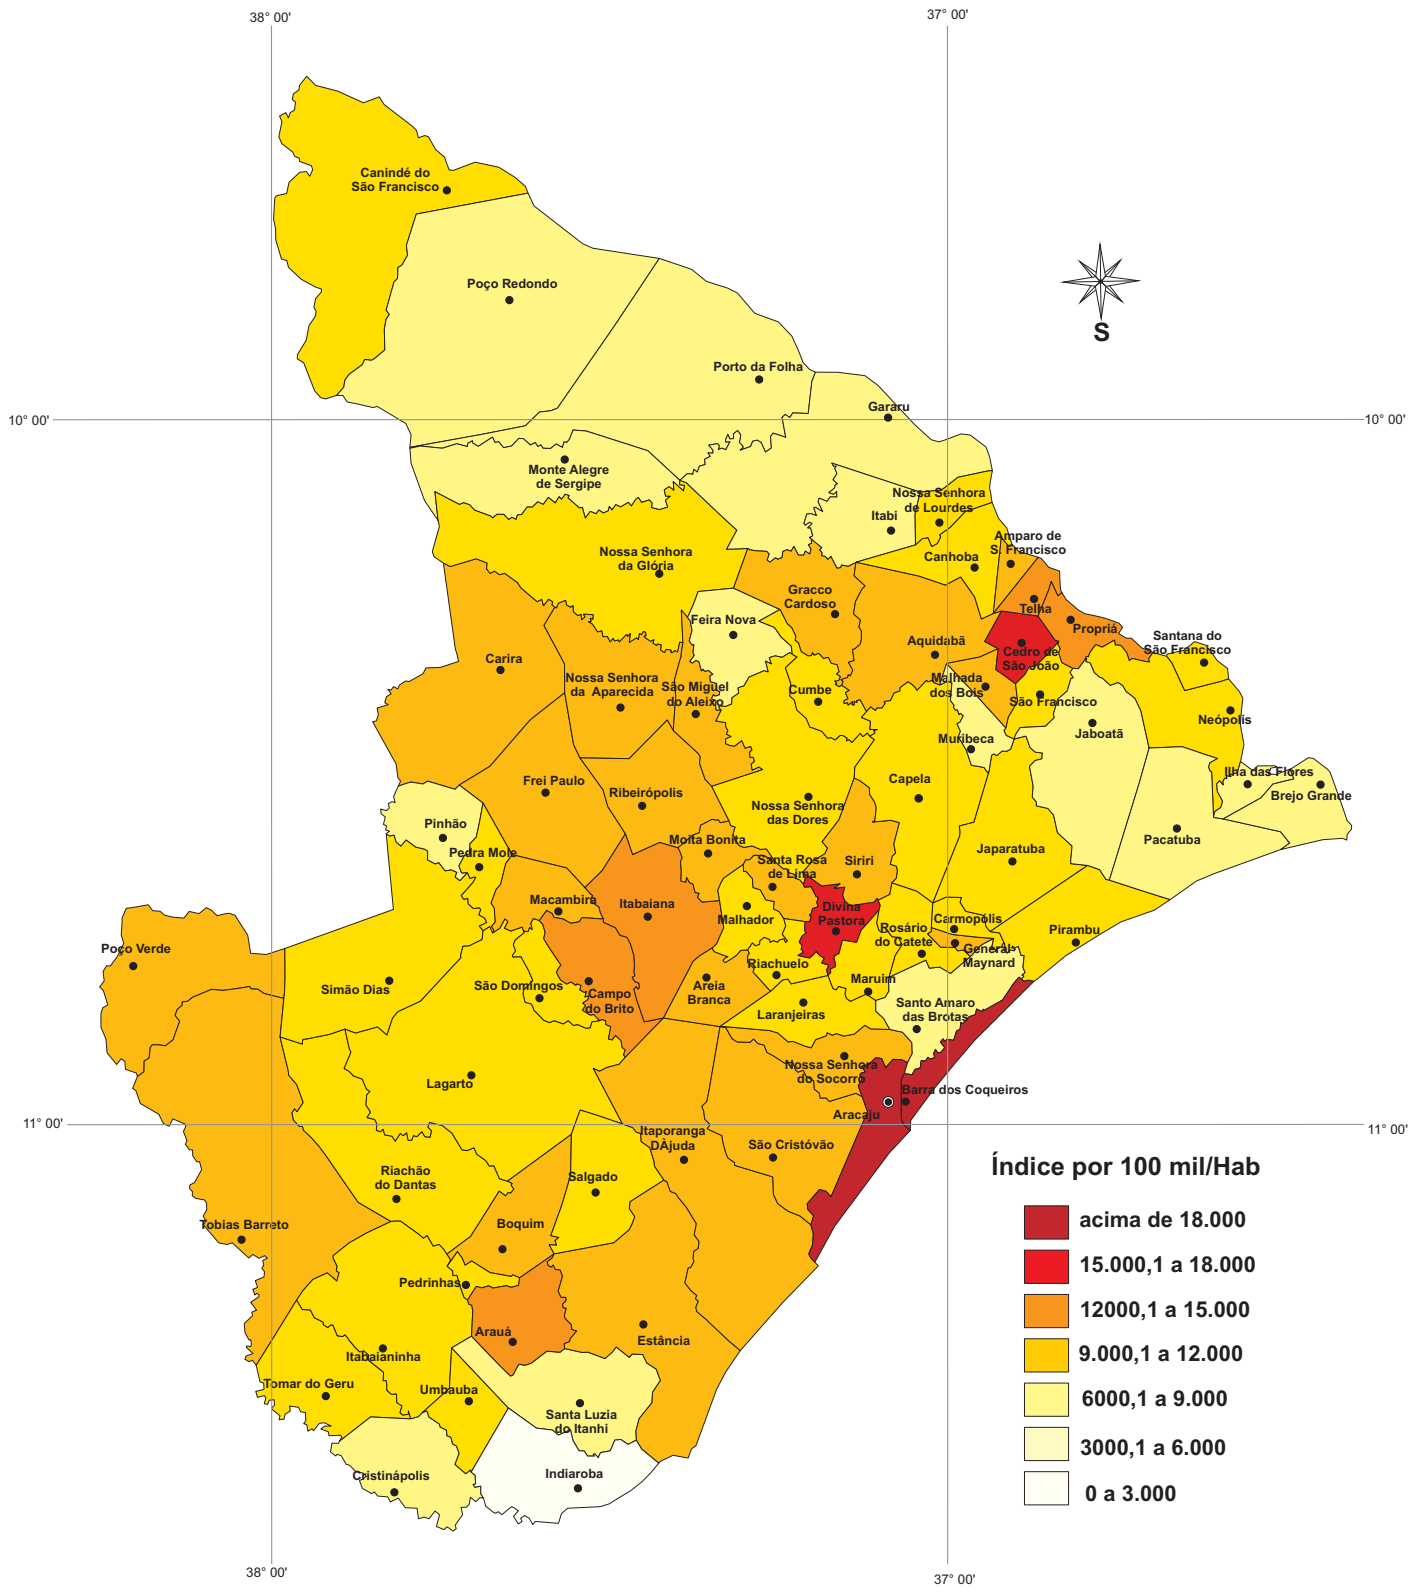 38° 00'
37° 00'
Canindé do
São Francisco
Poço Redondo
S
Porto da Folha
Gararu
10° 00'
10° 00'
Monte Alegre
de Sergipe
Nossa Senhora
de Lourdes
Itabi
Amparo de
S. Francisco
Nossa Senhora
da Glória
Canhoba
Gracco
Cardoso
Telha
Feira Nova
Propriá
Santana do
São Francisco
Aquidabã
Cedro de
São João
Carira
Nossa Senhora
da Aparecida
São Miguel
do Aleixo
Cumbe
Malhada
dos Bois
São Francisco
Neópolis
Jaboatã
Muribeca
Frei Paulo
Ribeirópolis
Capela
Ilha das Flores
Brejo Grande
Nossa Senhora
das Dores
Pinhão
Pedra Mole
Moita Bonita
Santa Rosa
de Lima
Siriri
Japaratuba
Pacatuba
Macambira
Itabaiana
Malhador
Divina
Pastora
Rosário
do Catete
Carmopólis
General
Maynard
Pirambu
Poço Verde
Simão Dias
São Domingos
Campo
do Brito
Areia
Branca
Riachuelo
Maruim
Laranjeiras
Santo Amaro
das Brotas
Nossa Senhora
do Socorro
Lagarto
Barra dos Coqueiros
Aracaju
11° 00'
11° 00'
Itaporanga
DÀjuda
São Cristóvão
Riachão
do Dantas
Salgado
Tobias Barreto
Boquim
Pedrinhas
Arauá
Estância
Itabaianinha
Tomar do Geru
Umbauba
Santa Luzia
do Itanhi
Cristinápolis
Indiaroba
Índice por 100 mil/Hab
acima de 18.000
15.000,1 a 18.000
12000,1 a 15.000
9.000,1 a 12.000
6000,1 a 9.000
3000,1 a 6.000
0 a 3.000
38° 00'
37° 00'